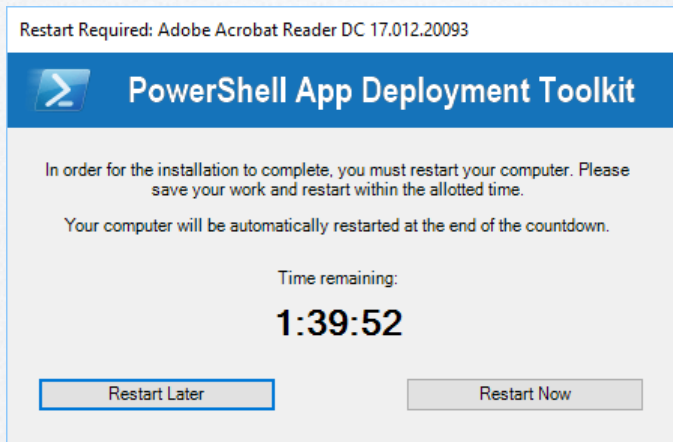 Restart Required: Adobe Acrobat Reader DC 17.012.20093
PowerShell App Deployment Toolkit
In order for the installation to complete, you must restart your computer. Please
save your work and restart within the allotted time.
Your computer will be automatically restarted at the end of the countdown.
Time remaining:
1:39:52
Restart Later
Restart Now